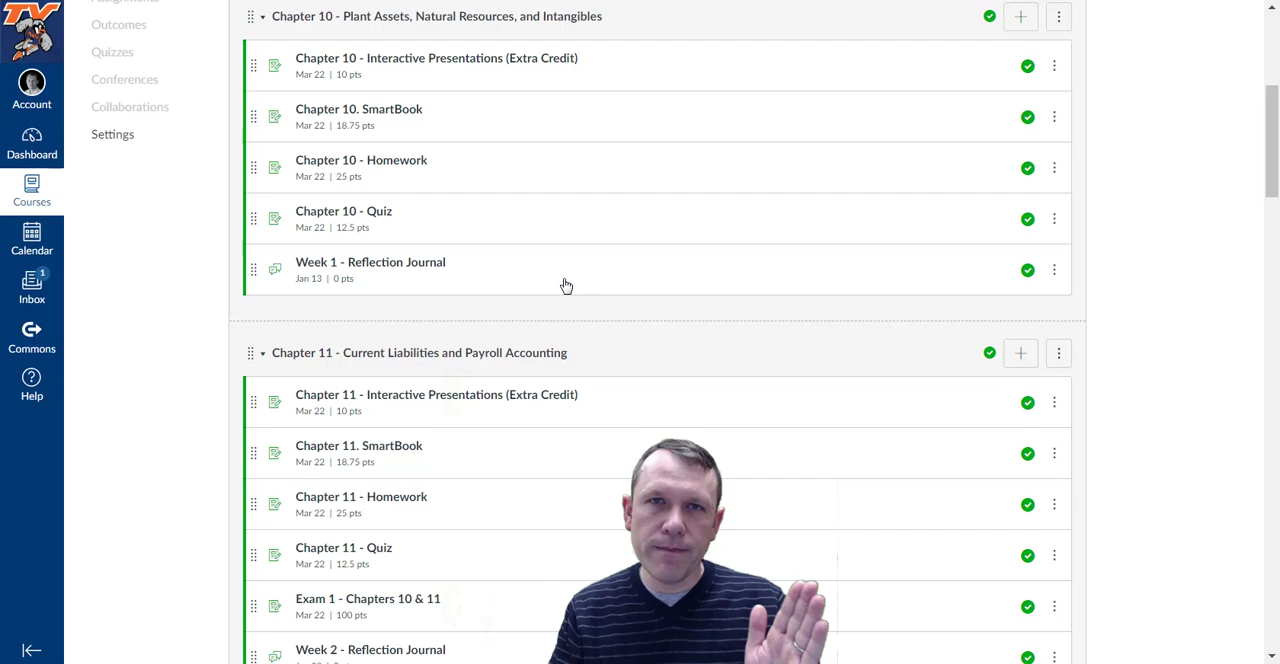 TV
Account
Dashboard
Courses
Calendar
1
Inbox
Commons
Help
Outcomes
Quizzes
Conferences
Collaborations
Settings
Chapter 10 - Plant Assets, Natural Resources, and Intangibles
Chapter 10 - Interactive Presentations (Extra Credit)
Mar 22 | 10 pts
Chapter 10. SmartBook
Mar 22 | 18.75 pts
Chapter 10 - Homework
Mar 22 | 25 pts
Chapter 10 - Quiz
Mar 22 | 12.5 pts
Week 1 - Reflection Journal
Jan 13 | 0 pts
Chapter 11 - Current Liabilities and Payroll Accounting
Chapter 11 - Interactive Presentations (Extra Credit)
Mar 22 | 10 pts
Chapter 11. SmartBook
Mar 22 | 18.75 pts
Chapter 11 - Homework
Mar 22 | 25 pts
Chapter 11 - Quiz
Mar 22 | 12.5 pts
Exam 1 - Chapters 10 & 11
Mar 22 | 100 pts
Week 2 - Reflection Journal